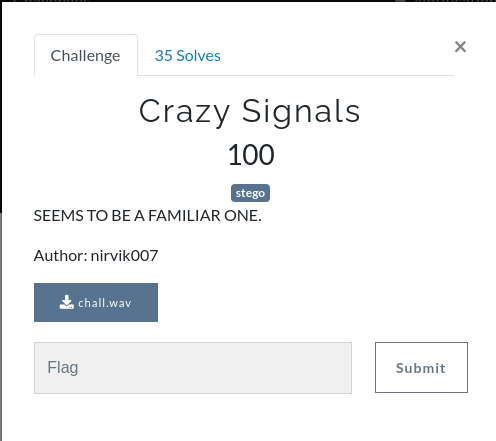 Challenge
35 Solves
×
Crazy Signals
100
stego
SEEMS TO BE A FAMILIAR ONE.
Author: nirvik007
chall.wav
Flag
Submit